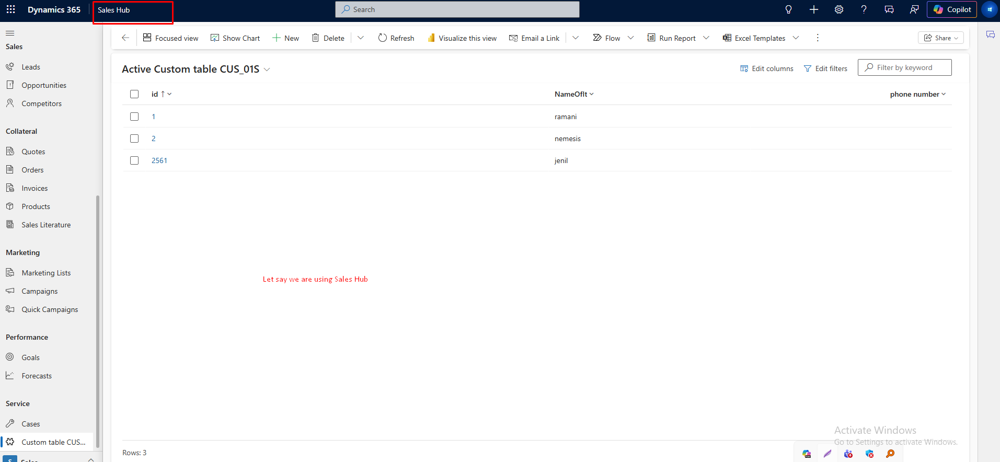 Dynamics 365 Sales Hub Search Copilot
Focused view Show Chart New Delete Refresh Visualize this view Email a Link Flow Run Report Excel Templates Share
Sales
Leads
Opportunities
Competitors
Collateral
Quotes
Orders
Invoices
Products
Sales Literature
Marketing
Marketing Lists
Campaigns
Quick Campaigns
Performance
Goals
Forecasts
Service
Cases
Custom table CUS...
Active Custom table CUS_01S Edit columns Edit filters Filter by keyword
id NameOfIt phone number
1 ramani
2 nemesis
2561 jenil
Let say we are using Sales Hub
Rows: 3
Activate Windows
Go to Settings to activate Windows.
S Sales